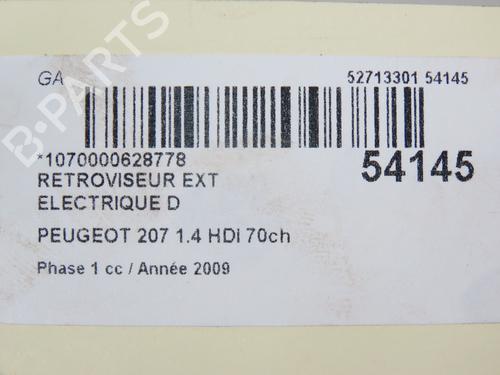 GA 52713301 54145
*1070000628778 54145
RETROVISEUR EXT
ELECTRIQUE D
PEUGEOT 207 1.4 HDi 70ch
Phase 1 cc / Année 2009
B-PARTS